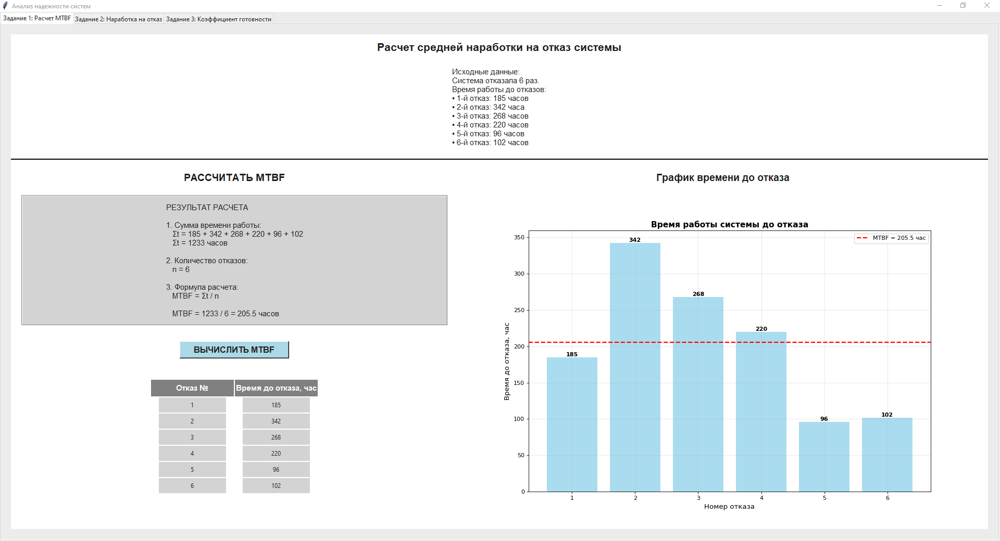 Анализ надежности систем
Задание 1: Расчет MTBF
Задание 2: Наработка на отказ
Задание 3: Коэффициент готовности
Расчет средней наработки на отказ системы
Исходные данные:
Система отказала 6 раз.
Время работы до отказов:
• 1-й отказ: 185 часов
• 2-й отказ: 342 часа
• 3-й отказ: 268 часов
• 4-й отказ: 220 часов
• 5-й отказ: 96 часов
• 6-й отказ: 102 часов
РАССЧИТАТЬ MTBF
РЕЗУЛЬТАТ РАСЧЕТА
1. Сумма времени работы:
Σt = 185 + 342 + 268 + 220 + 96 + 102
Σt = 1233 часов
2. Количество отказов:
n = 6
3. Формула расчета:
MTBF = Σt / n
MTBF = 1233 / 6 = 205.5 часов
ВЫЧИСЛИТЬ MTBF
Отказ № Время до отказа, час
1 185
2 342
3 268
4 220
5 96
6 102
График времени до отказа
Время работы системы до отказа
MTBF = 205.5 час
350
300
250
200
150
100
50
0
Время до отказа, час
185
342
268
220
96
102
1 2 3 4 5 6
Номер отказа